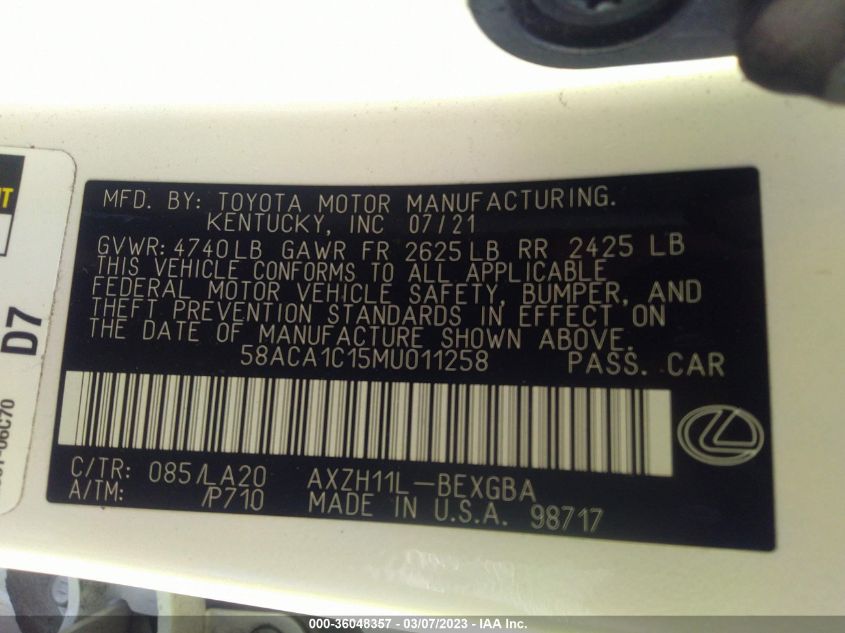 MFD. BY: TOYOTA MOTOR MANUFACTURING.
KENTUCKY, INC 07/21
GVWR: 4740LB GAWR FR 2625LB RR 2425 LB
THIS VEHICLE CONFORMS TO ALL APPLICABLE
FEDERAL MOTOR VEHICLE SAFETY, BUMPER, AND
THEFT PREVENTION STANDARDS IN EFFECT ON
THE DATE OF MANUFACTURE SHOWN ABOVE.
58ACA1C15MU011258 PASS. CAR
C/TR: 085/LA20 AXZH11L-BEXGBA
A/TM: /P710 MADE IN U.S.A. 98717
D7
000-36048357 - 03/07/2023 - IAA Inc.